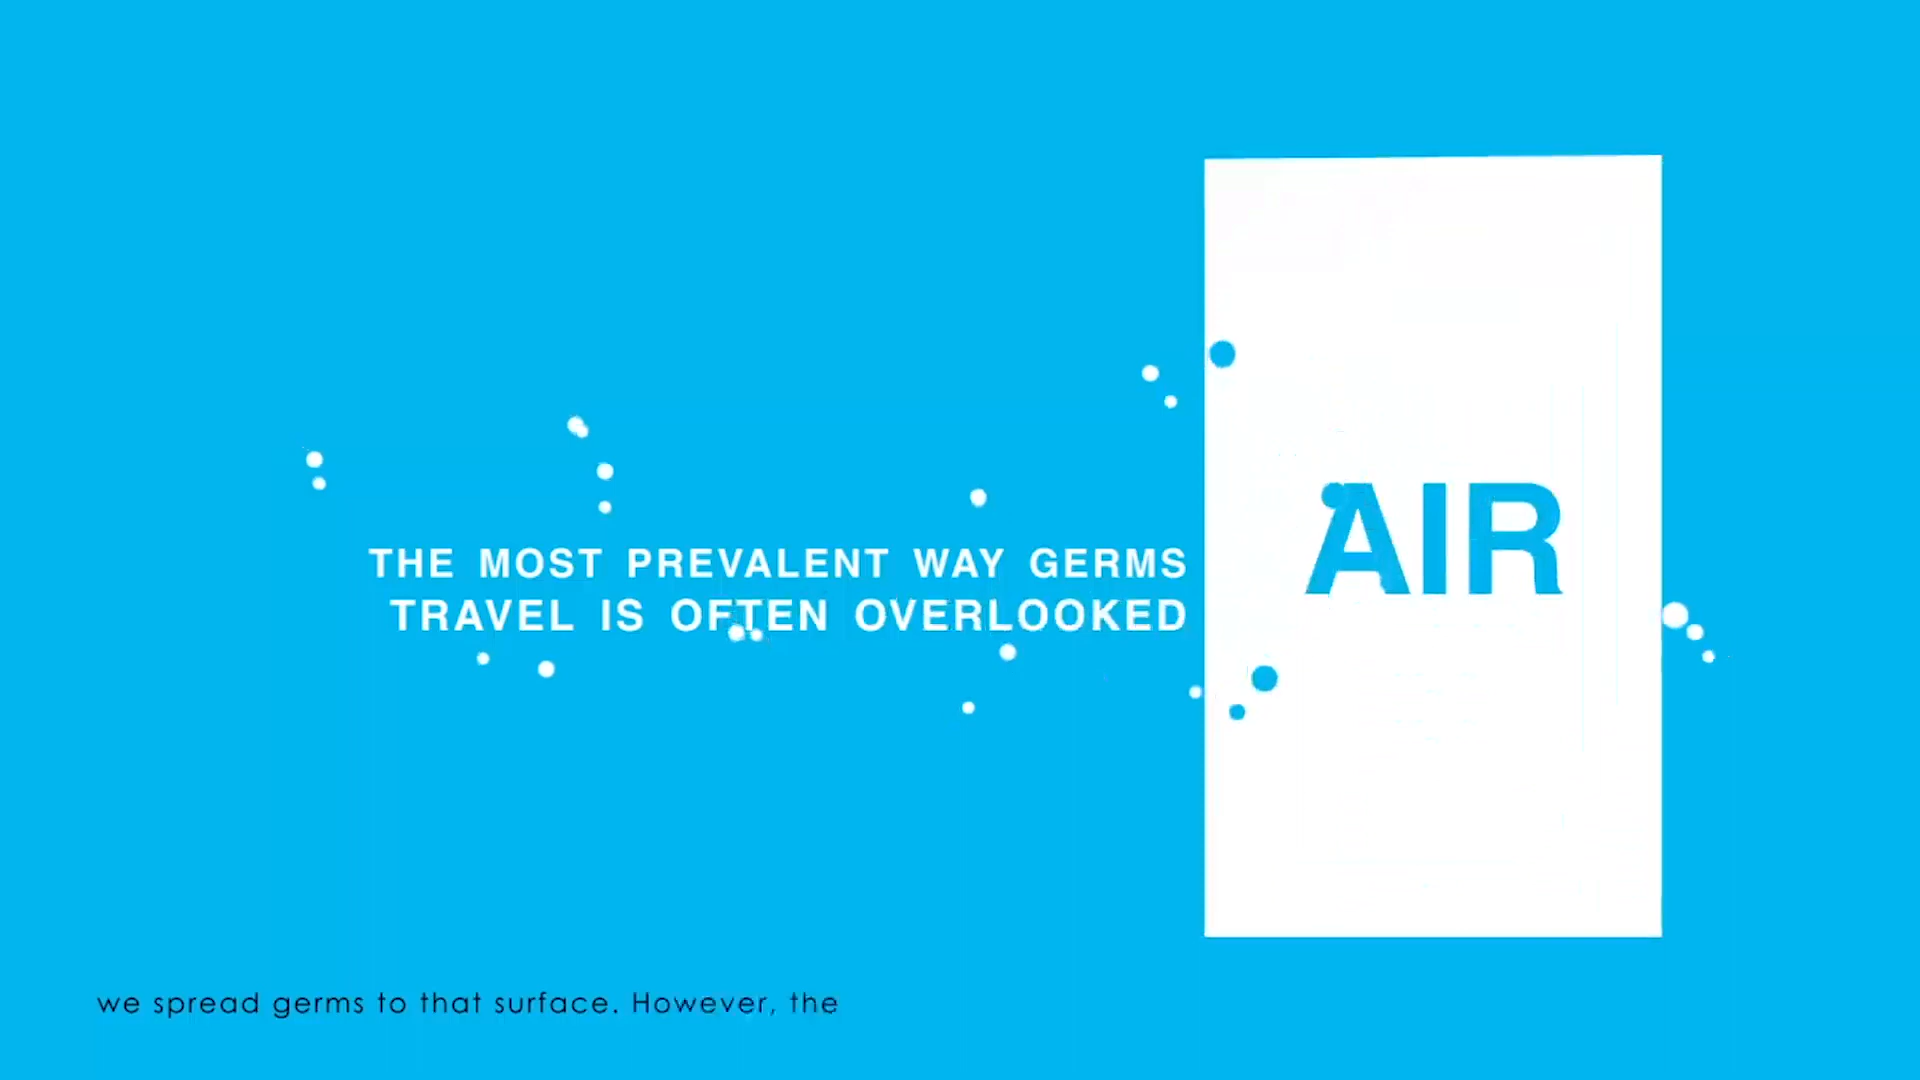 THE MOST PREVALENT WAY GERMS
TRAVEL IS OFTEN OVERLOOKED
AIR
we spread germs to that surface. However, the